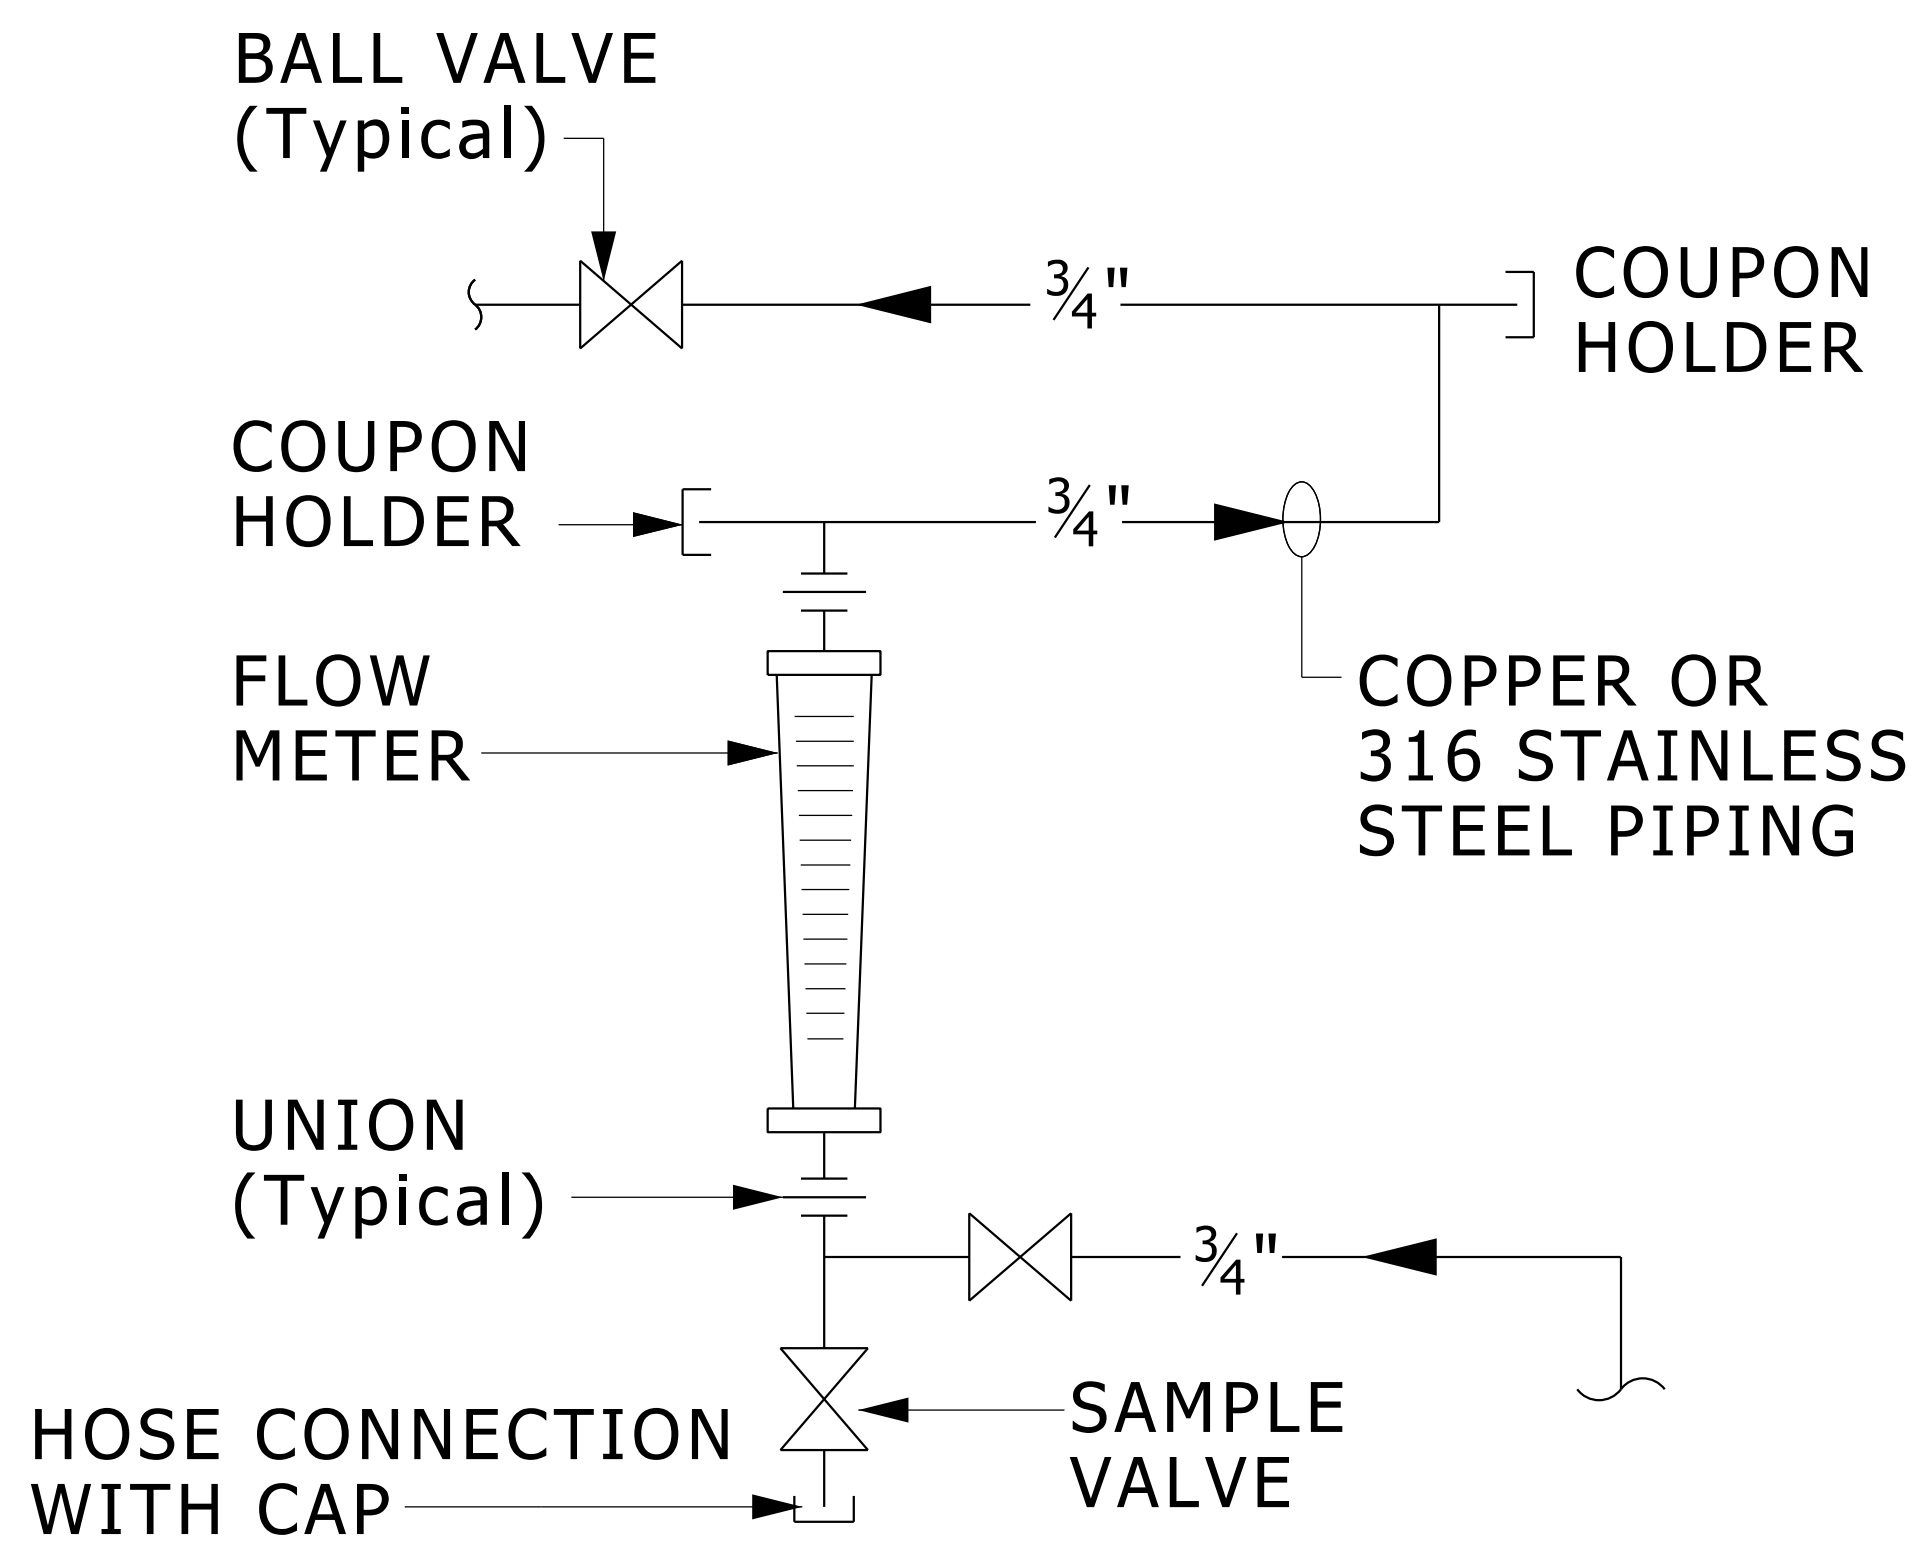 BALL VALVE
(Typical)
3/4"
COUPON
HOLDER
COUPON
HOLDER
3/4"
FLOW
METER
COPPER OR
316 STAINLESS
STEEL PIPING
UNION
(Typical)
3/4"
SAMPLE
VALVE
HOSE CONNECTION
WITH CAP